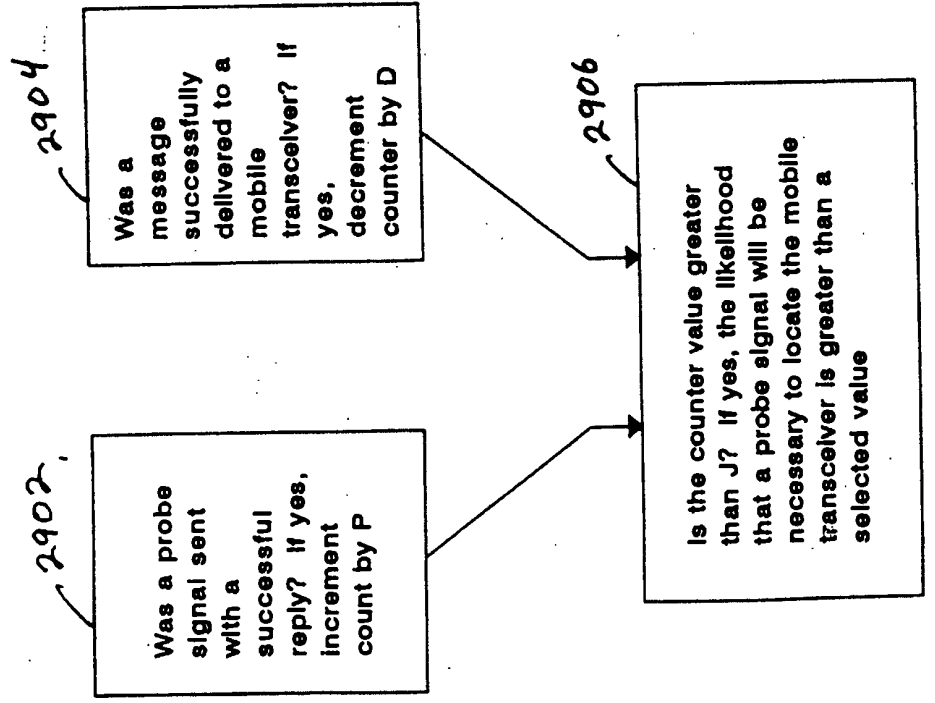 2902
Was a probe
signal sent
with a
successful
reply? If yes,
increment
count by P
2904
Was a
message
successfully
delivered to a
mobile
transceiver? If
yes,
decrement
counter by D
2906
Is the counter value greater
than J? If yes, the likelihood
that a probe signal will be
necessary to locate the mobile
transceiver is greater than a
selected value